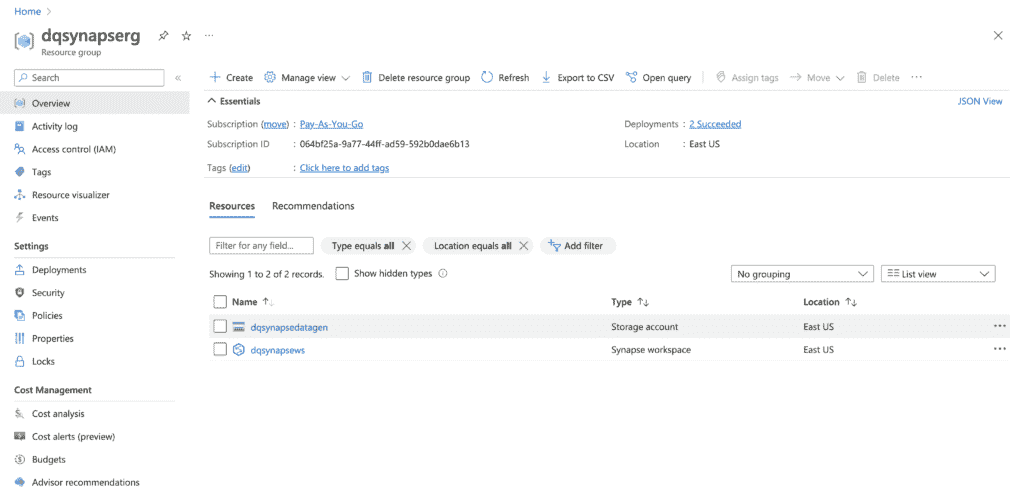 Home >
dqsynapserg
Resource group
Search
Create Manage view Delete resource group Refresh Export to CSV Open query Assign tags Move Delete
Overview
Activity log
Access control (IAM)
Tags
Resource visualizer
Events
Settings
Deployments
Security
Policies
Properties
Locks
Cost Management
Cost analysis
Cost alerts (preview)
Budgets
Advisor recommendations
Essentials JSON View
Subscription (move) : Pay-As-You-Go Deployments : 2 Succeeded
Subscription ID : 064bf25a-9a77-44ff-ad59-592b0dae6b13 Location : East US
Tags (edit) : Click here to add tags
Resources Recommendations
Filter for any field... Type equals all Location equals all Add filter
Showing 1 to 2 of 2 records. Show hidden types No grouping List view
Name Type Location
dqsynapsedatagen Storage account East US
dqsynapsews Synapse workspace East US